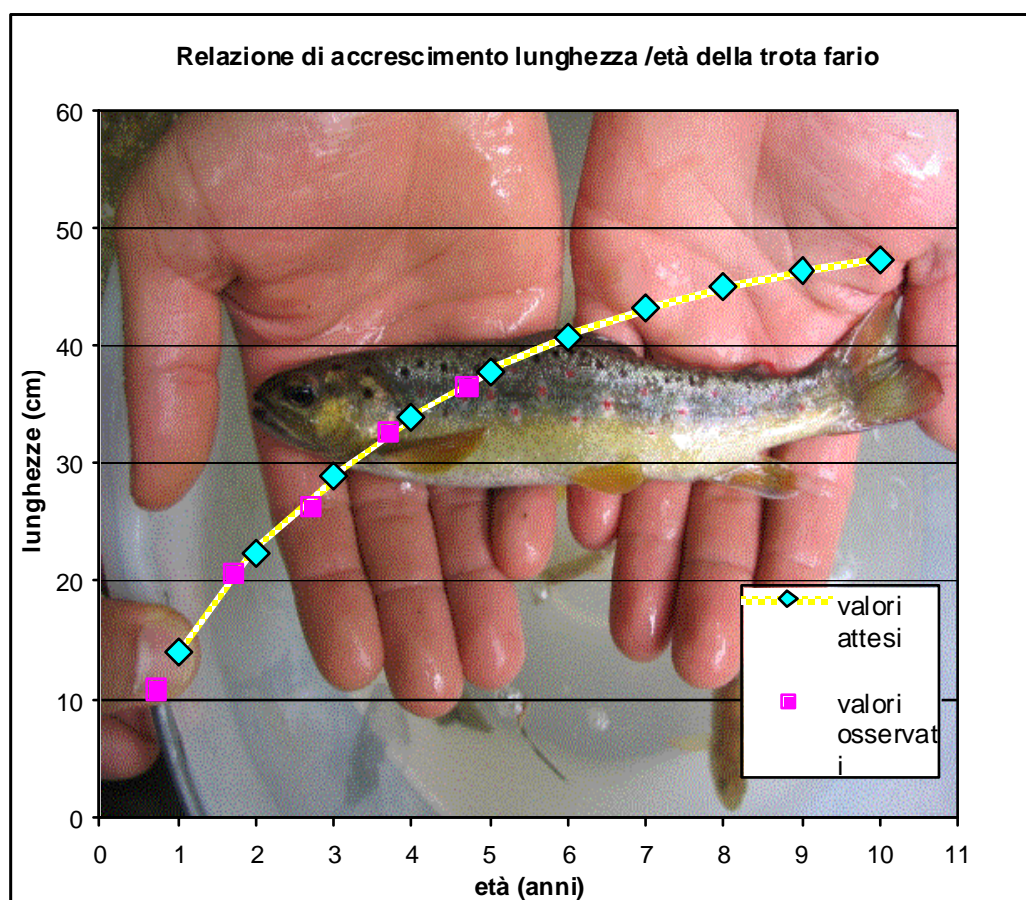 Relazione di accrescimento lunghezza /età della trota fario
60
50
40
30
20
10
0
lunghezze (cm)
0 1 2 3 4 5 6 7 8 9 10 11
età (anni)
valori
attesi
valori
osservat
i